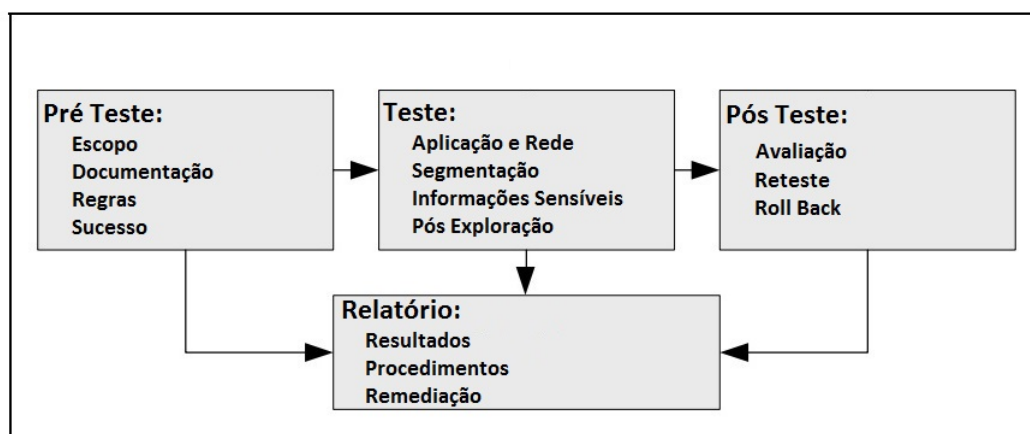 Pré Teste:
Escopo
Documentação
Regras
Sucesso
Teste:
Aplicação e Rede
Segmentação
Informações Sensíveis
Pós Exploração
Pós Teste:
Avaliação
Reteste
Roll Back
Relatório:
Resultados
Procedimentos
Remediação